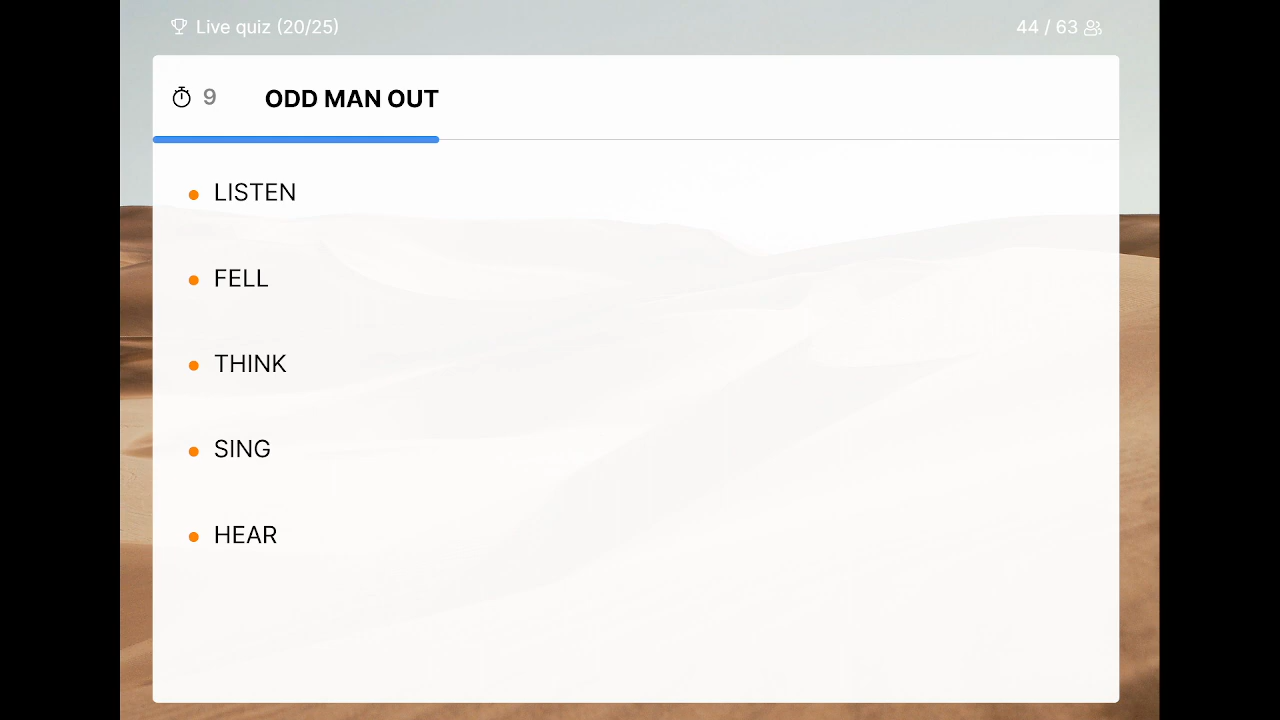 Live quiz (20/25)
44 / 63
9
ODD MAN OUT
LISTEN
FELL
THINK
SING
HEAR